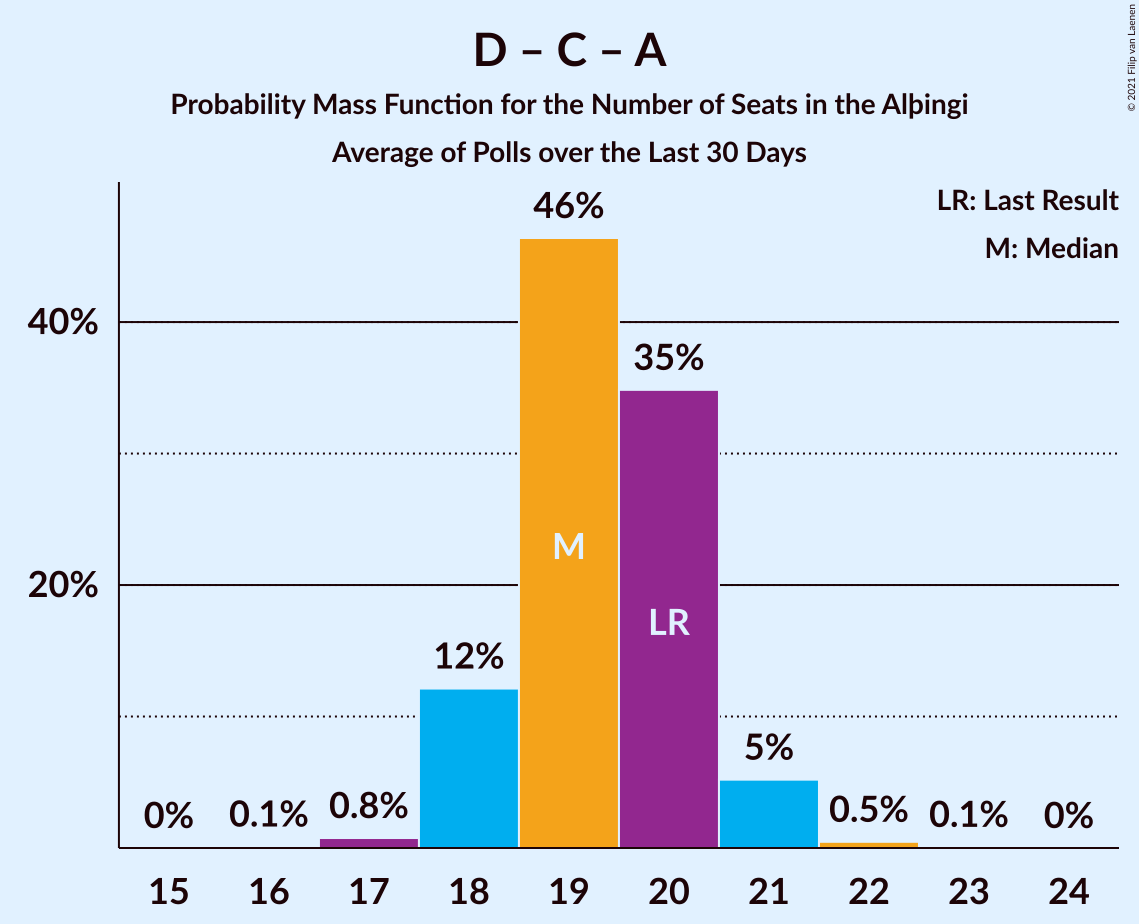 D – C – A
Probability Mass Function for the Number of Seats in the Alþingi
Average of Polls over the Last 30 Days
© 2021 Filip van Laenen
LR: Last Result
M: Median
40%
20%
0%
0.1%
0.8%
12%
46%
35%
5%
0.5%
0.1%
0%
M
LR
15 16 17 18 19 20 21 22 23 24